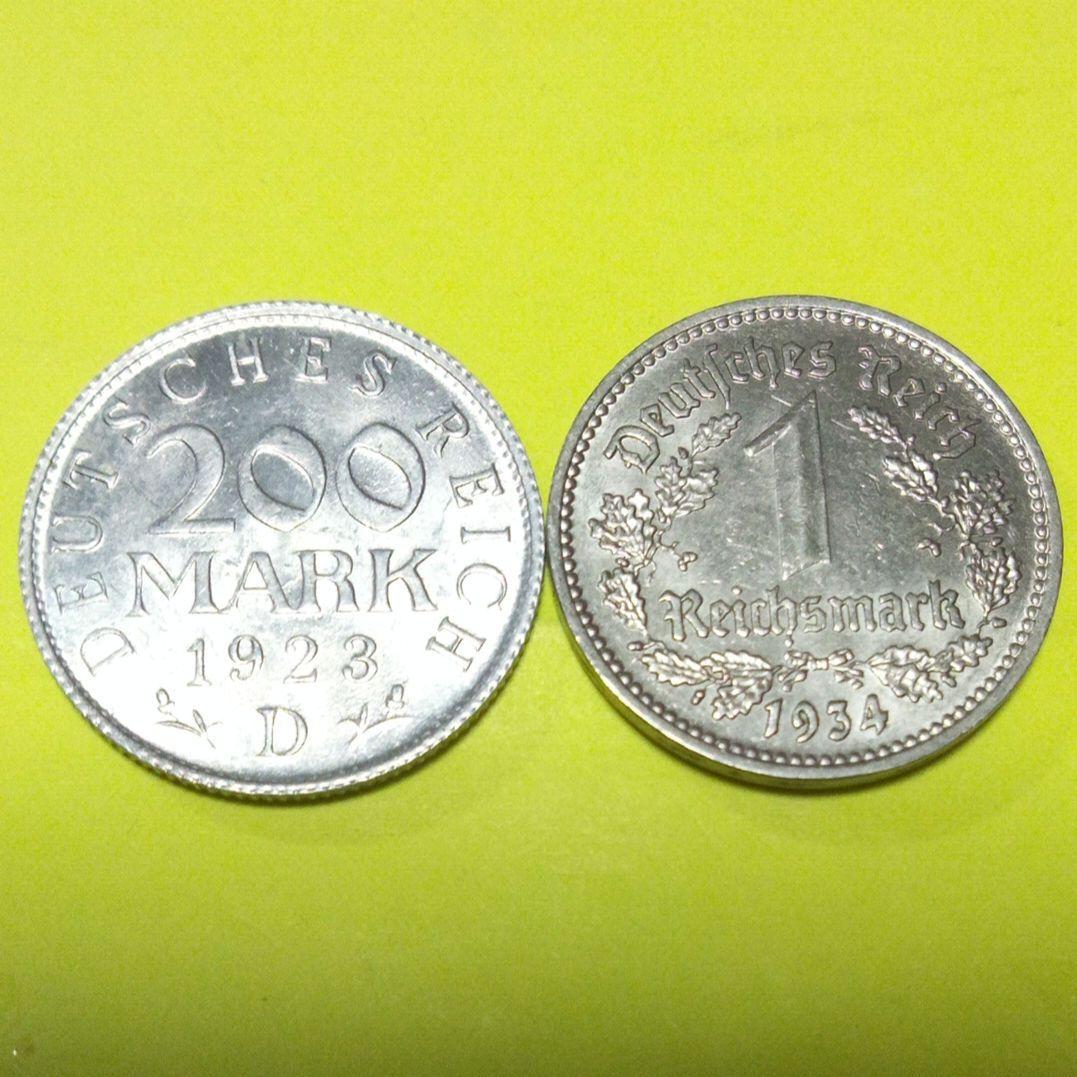 DEUTSCHES REICH
200
MARK
1923
D
Deutsches Reich
1
Reichsmark
1934